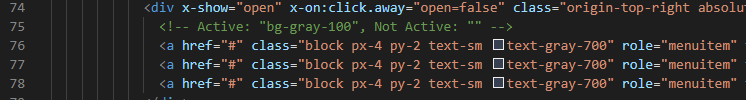 74 <div x-show="open" x-on:click.away="open=false" class="origin-top-right absolu
75 <!-- Active: "bg-gray-100", Not Active: "" -->
76 <a href="#" class="block px-4 py-2 text-sm text-gray-700" role="menuitem"
77 <a href="#" class="block px-4 py-2 text-sm text-gray-700" role="menuitem"
78 <a href="#" class="block px-4 py-2 text-sm text-gray-700" role="menuitem"